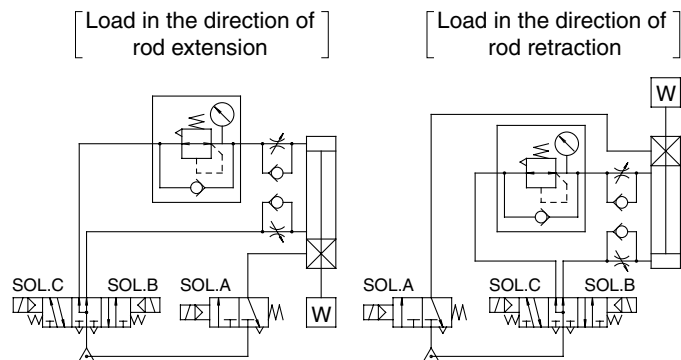 Load in the direction of
rod extension
Load in the direction of
rod retraction
W
SOL.C
SOL.B
SOL.A
W
SOL.A
SOL.C
SOL.B